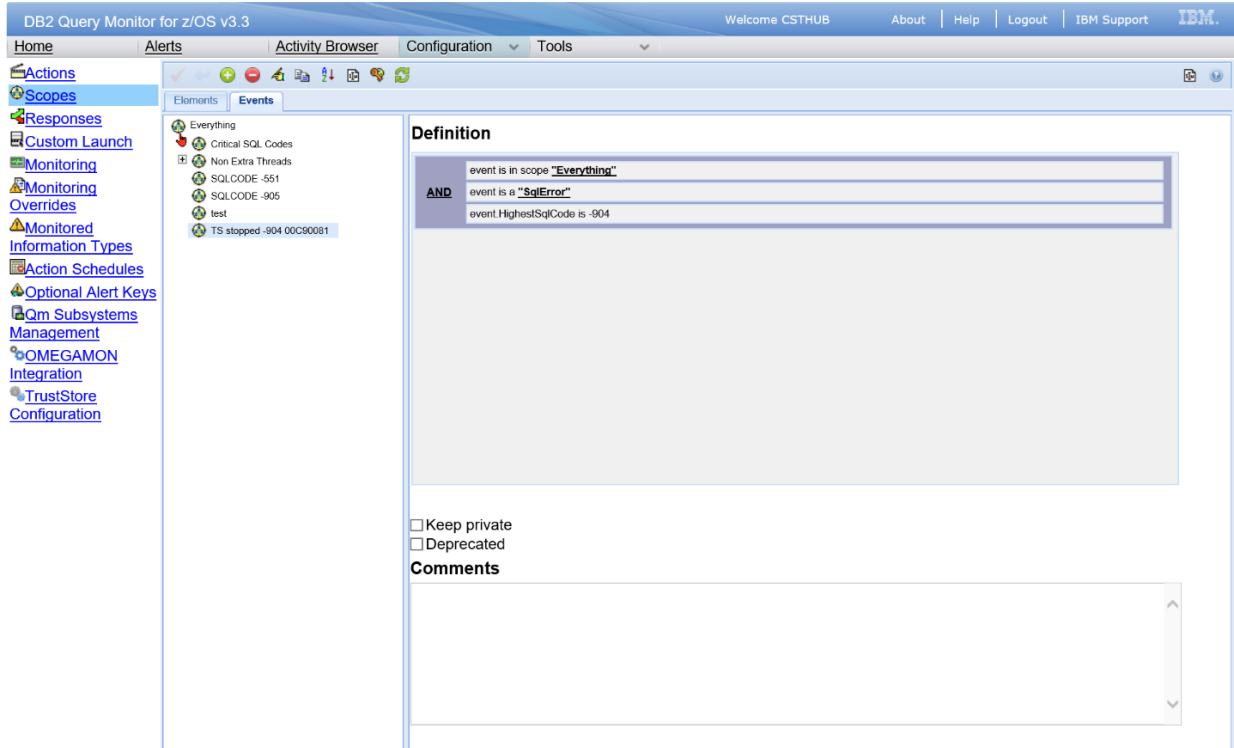 DB2 Query Monitor for z/OS v3.3
Welcome CSTHUB
About
Help
Logout
IBM Support
IBM.
Home
Alerts
Activity Browser
Configuration
Tools
Actions
Scopes
Responses
Custom Launch
Monitoring
Monitoring
Overrides
Monitored
Information Types
Action Schedules
Optional Alert Keys
Qm Subsystems
Management
OMEGAMON
Integration
TrustStore
Configuration
Elements
Events
Everything
Critical SQL Codes
Non Extra Threads
SQLCODE -551
SQLCODE -905
test
TS stopped -904 00C90081
Definition
AND
event is in scope "Everything"
event is a "SqlError"
event.HighestSqlCode is -904
Keep private
Deprecated
Comments